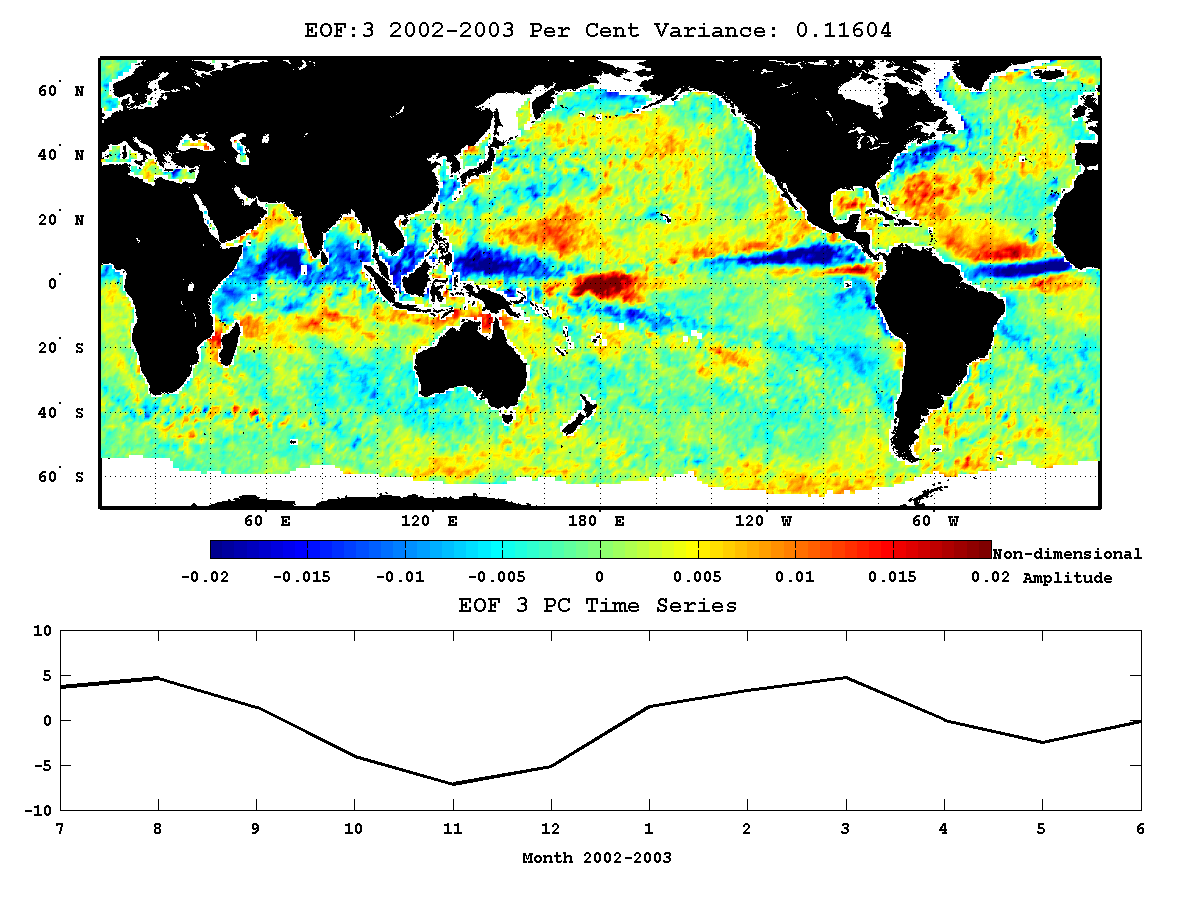 EOF:3 2002-2003 Per Cent Variance: 0.11604
60° N
40° N
20° N
0°
20° S
40° S
60° S
60 E 120 E 180 E 120 W 60 W
Non-dimensional
-0.02 -0.015 -0.01 -0.005 0 0.005 0.01 0.015 0.02 Amplitude
EOF 3 PC Time Series
10
5
0
-5
-10
7 8 9 10 11 12 1 2 3 4 5 6
Month 2002-2003